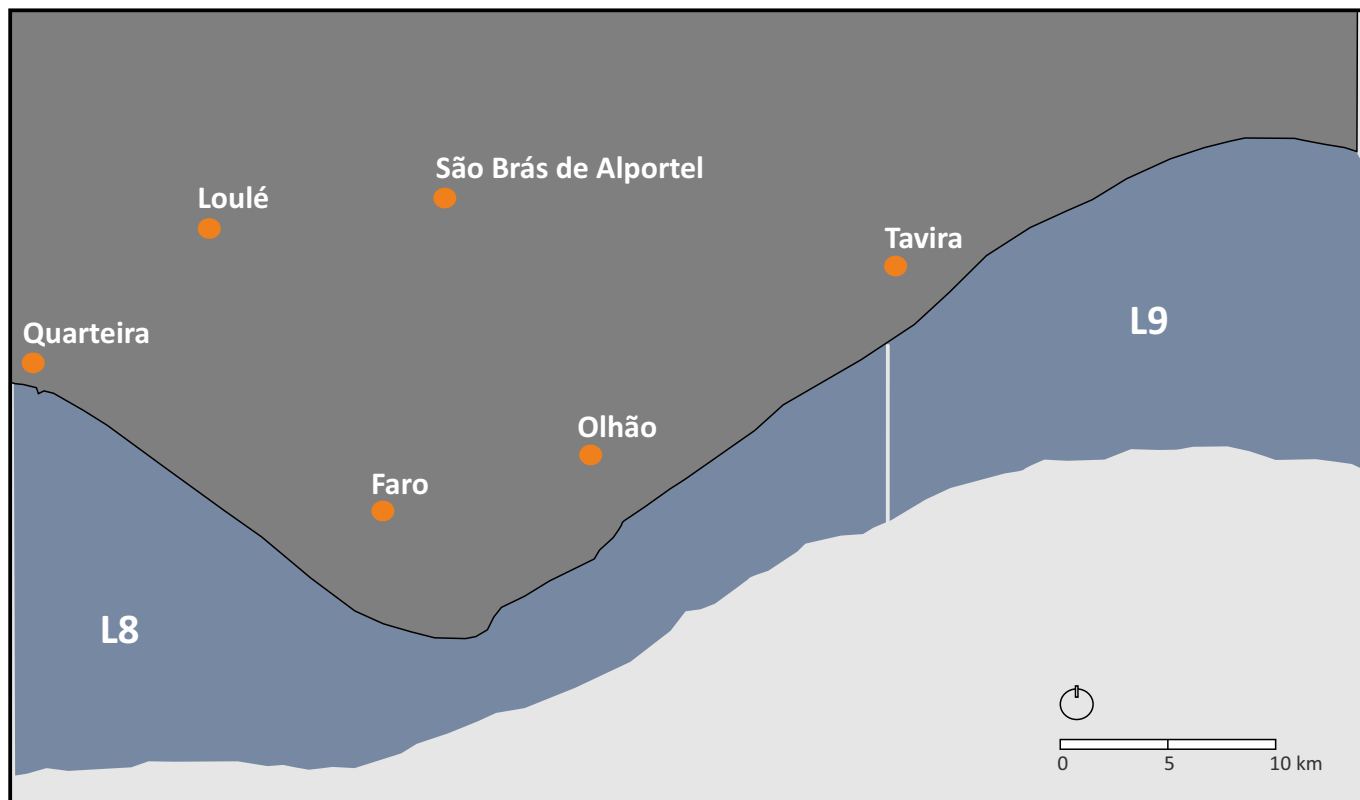 São Brás de Alportel
Loulé
Tavira
Quarteira
L9
Olhão
Faro
L8
0 5 10 km